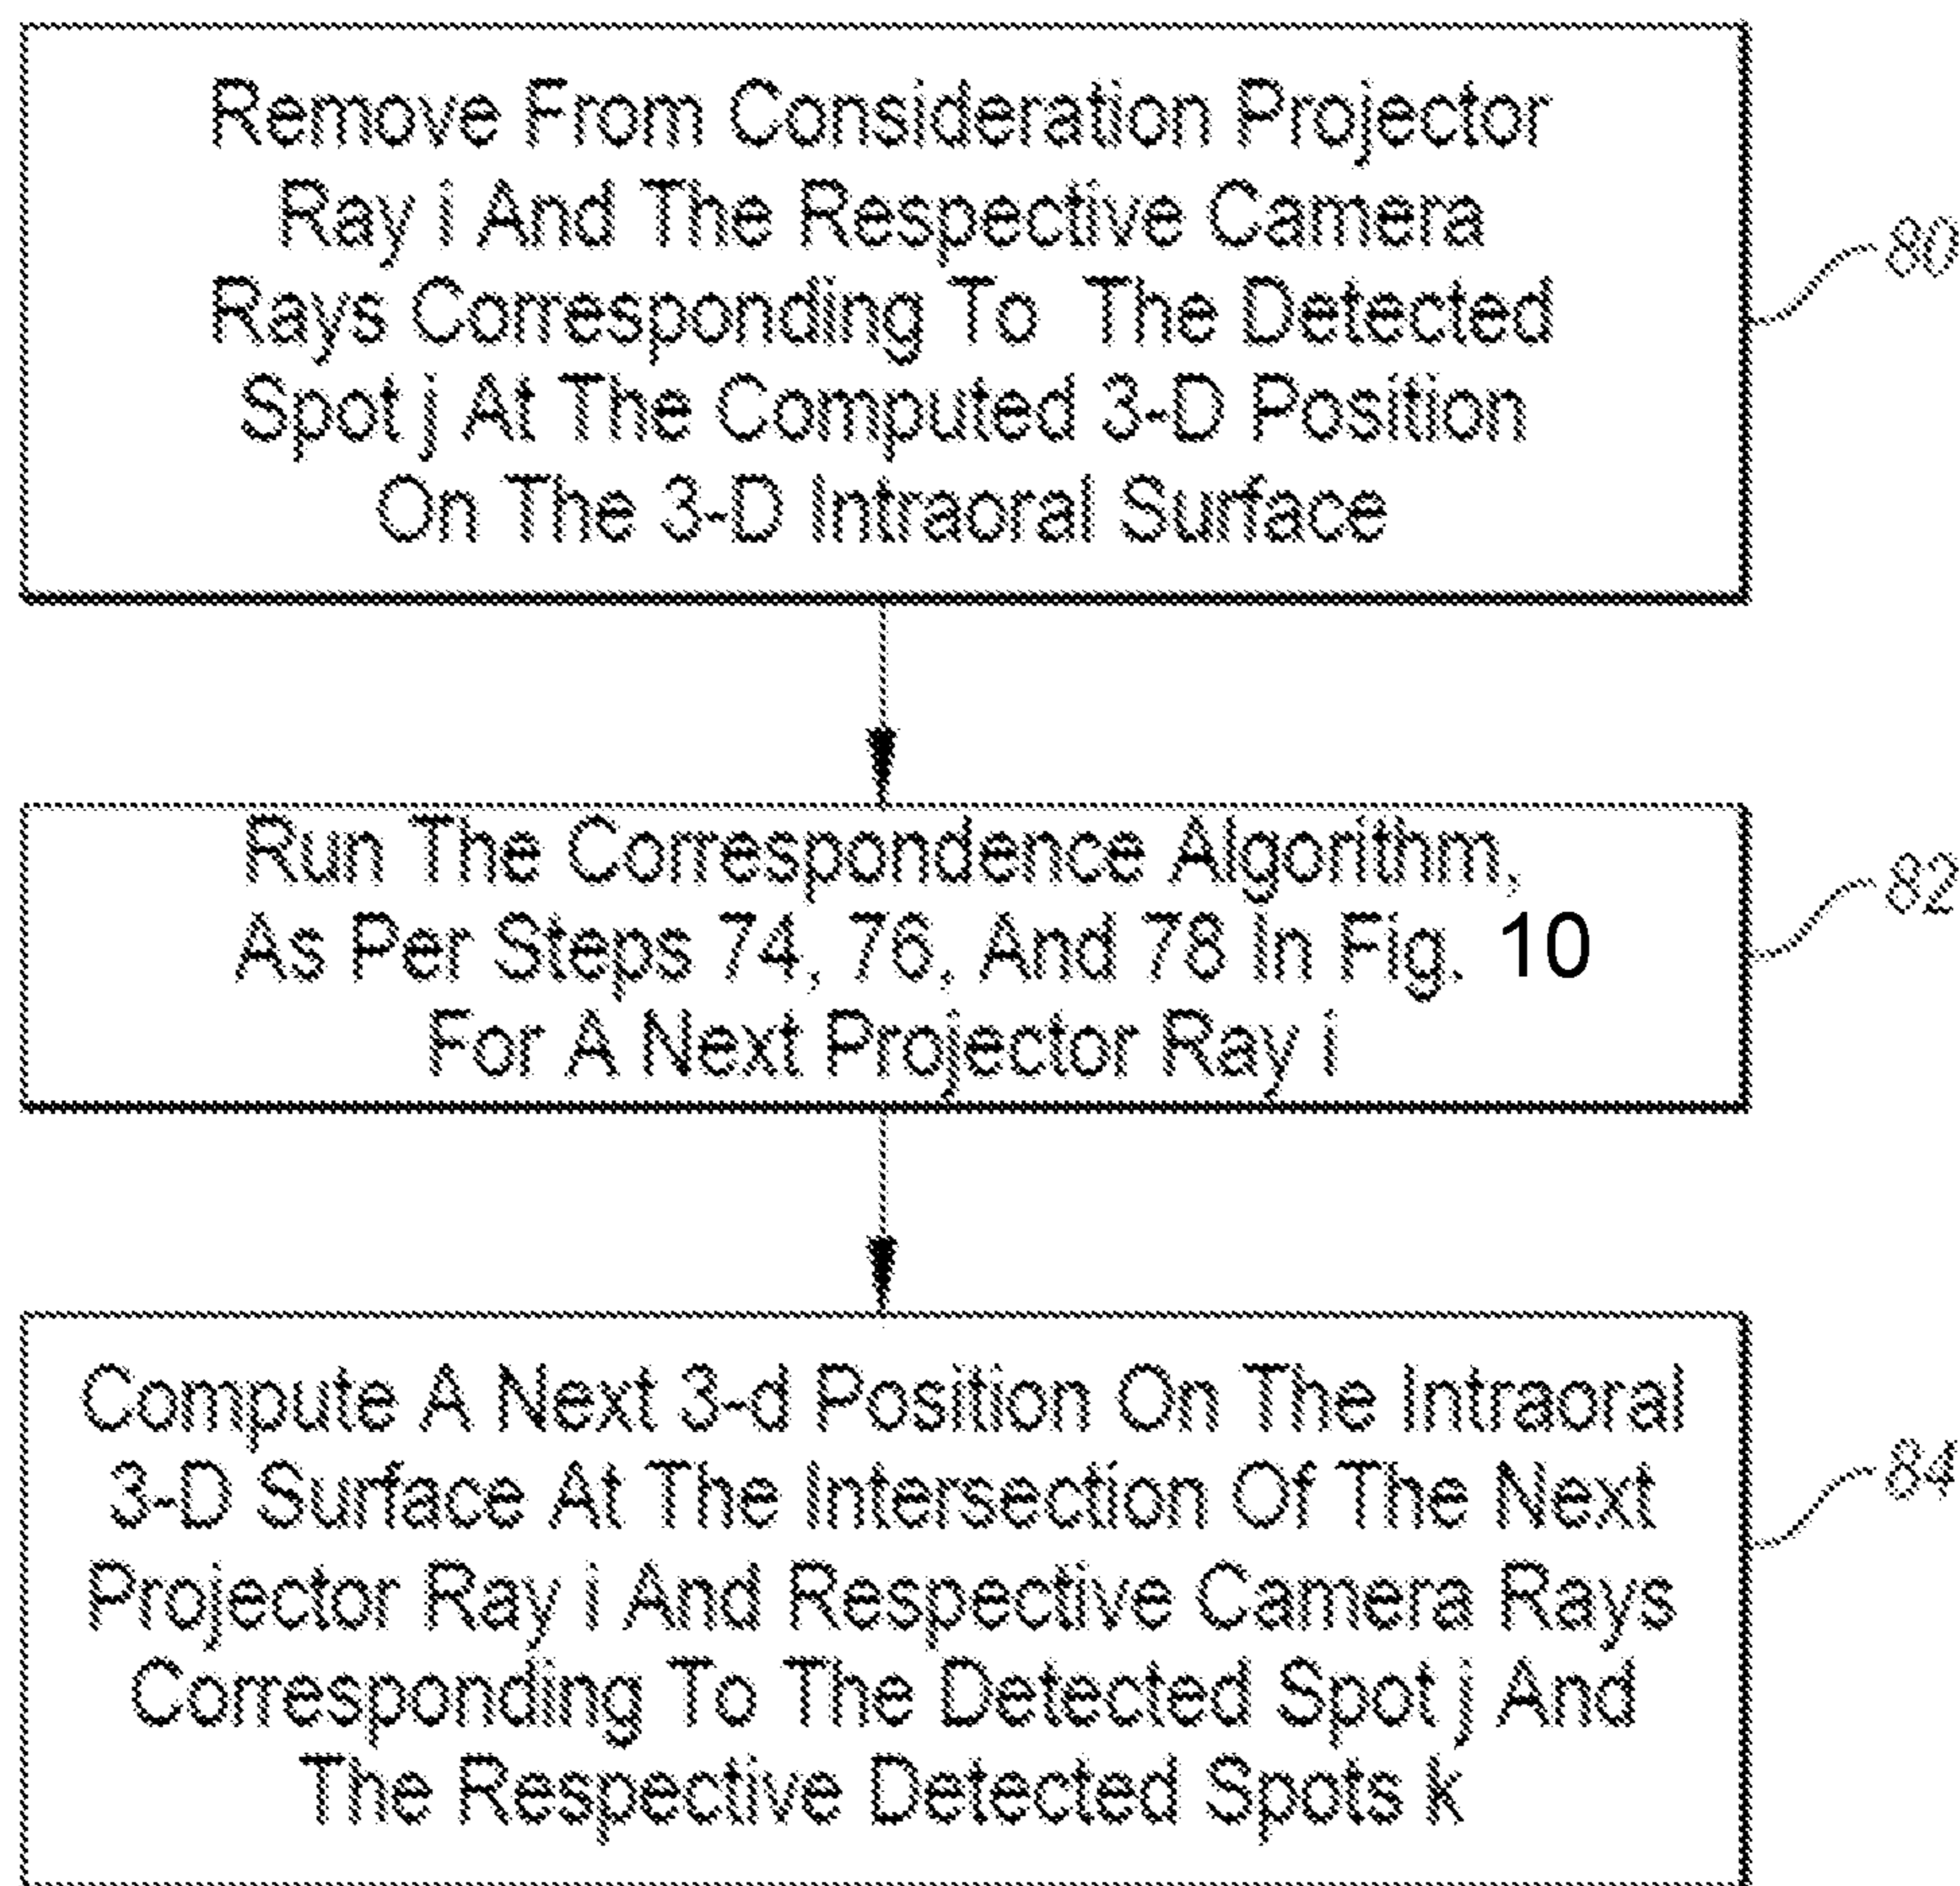 Remove From Consideration Projector
Ray i And The Respective Camera
Rays Corresponding To The Detected
Spot j At The Computed 3-D Position
On The 3-D Intraoral Surface
80
Run The Correspondence Algorithm,
As Per Steps 74, 76, And 78 In Fig. 10
For A Next Projector Ray i
82
Compute A Next 3-d Position On The Intraoral
3-D Surface At The Intersection Of The Next
Projector Ray i And Respective Camera Rays
Corresponding To The Detected Spot j And
The Respective Detected Spots k
84